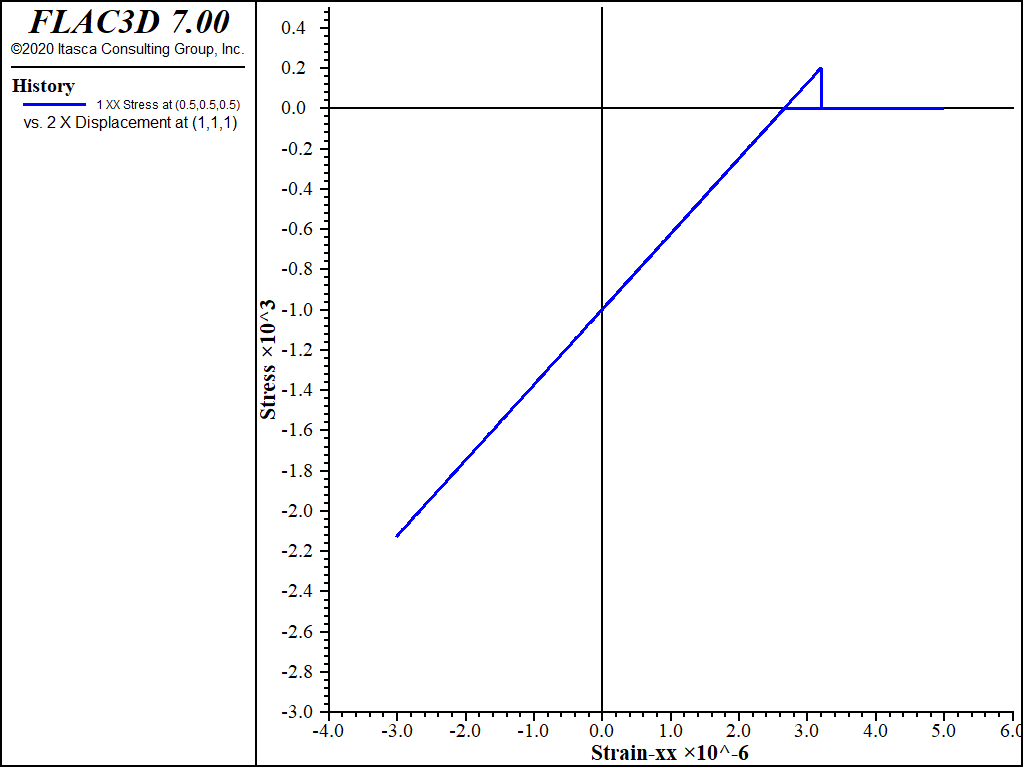 FLAC3D 7.00
©2020 Itasca Consulting Group, Inc.
History
1 XX Stress at (0.5,0.5,0.5)
vs. 2 X Displacement at (1,1,1)
Stress ×10^3
0.4
0.2
0.0
-0.2
-0.4
-0.6
-0.8
-1.0
-1.2
-1.4
-1.6
-1.8
-2.0
-2.2
-2.4
-2.6
-2.8
-3.0
-4.0 -3.0 -2.0 -1.0 0.0 1.0 2.0 3.0 4.0 5.0 6.0
Strain-xx ×10^-6